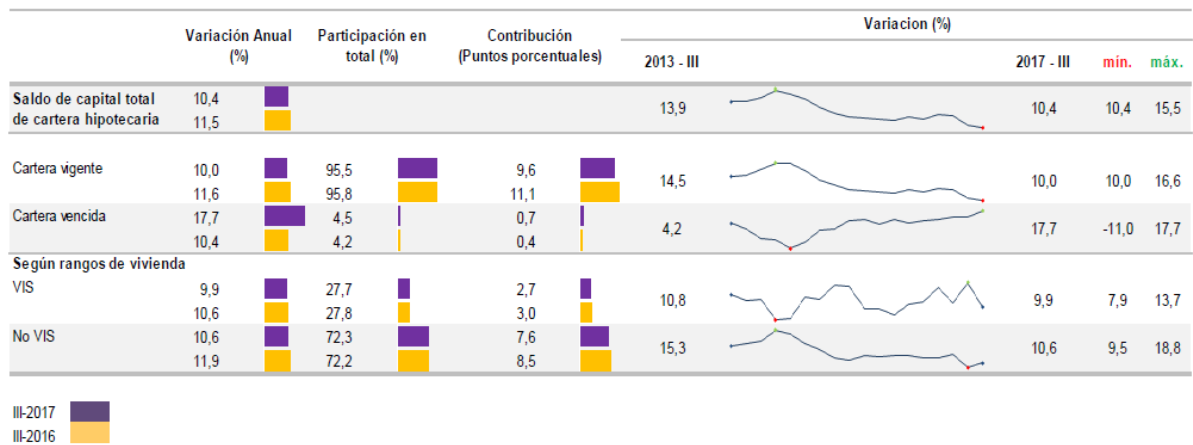 Variación Anual (%) Participación en total (%) Contribución (Puntos porcentuales) Variacion (%)
2013 - III 2017 - III mín. máx.
Saldo de capital total de cartera hipotecaria 10,4 13,9 10,4 10,4 15,5
11,5
Cartera vigente 10,0 95,5 9,6 14,5 10,0 10,0 16,6
11,6 95,8 11,1
Cartera vencida 17,7 4,5 0,7 4,2 17,7 -11,0 17,7
10,4 4,2 0,4
Según rangos de vivienda
VIS 9,9 27,7 2,7 10,8 9,9 7,9 13,7
10,6 27,8 3,0
No VIS 10,6 72,3 7,6 15,3 10,6 9,5 18,8
11,9 72,2 8,5
III-2017
III-2016